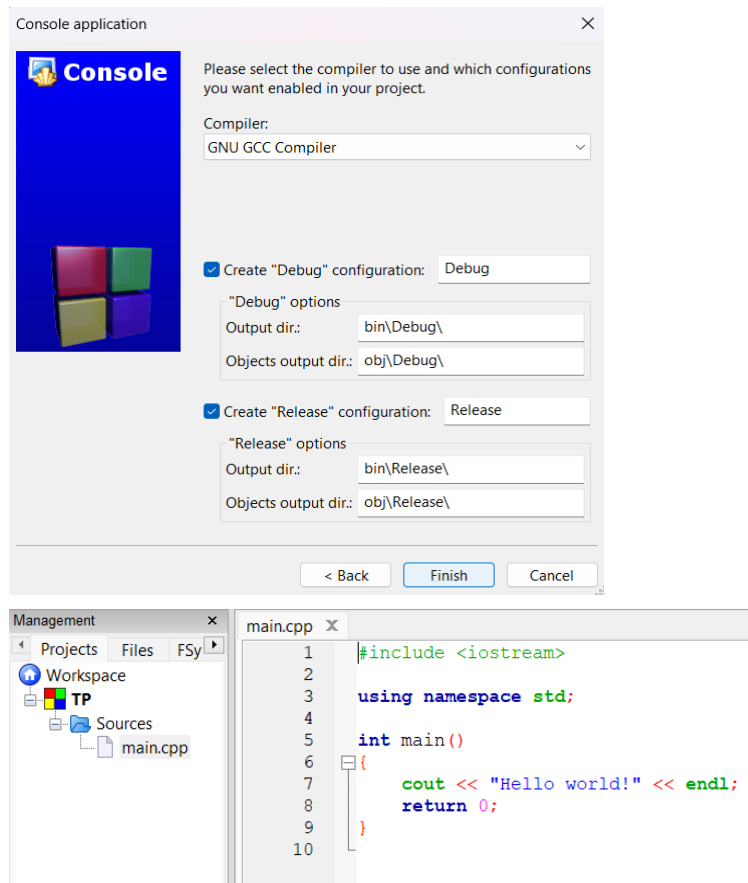 Console application
Console
Please select the compiler to use and which configurations
you want enabled in your project.
Compiler:
GNU GCC Compiler
Create "Debug" configuration: Debug
"Debug" options
Output dir.: bin\Debug\
Objects output dir.: obj\Debug\
Create "Release" configuration: Release
"Release" options
Output dir.: bin\Release\
Objects output dir.: obj\Release\
< Back Finish Cancel
Management
Projects Files FSy
Workspace
TP
Sources
main.cpp
main.cpp
1 #include <iostream>
2
3 using namespace std;
4
5 int main()
6 {
7     cout << "Hello world!" << endl;
8     return 0;
9 }
10